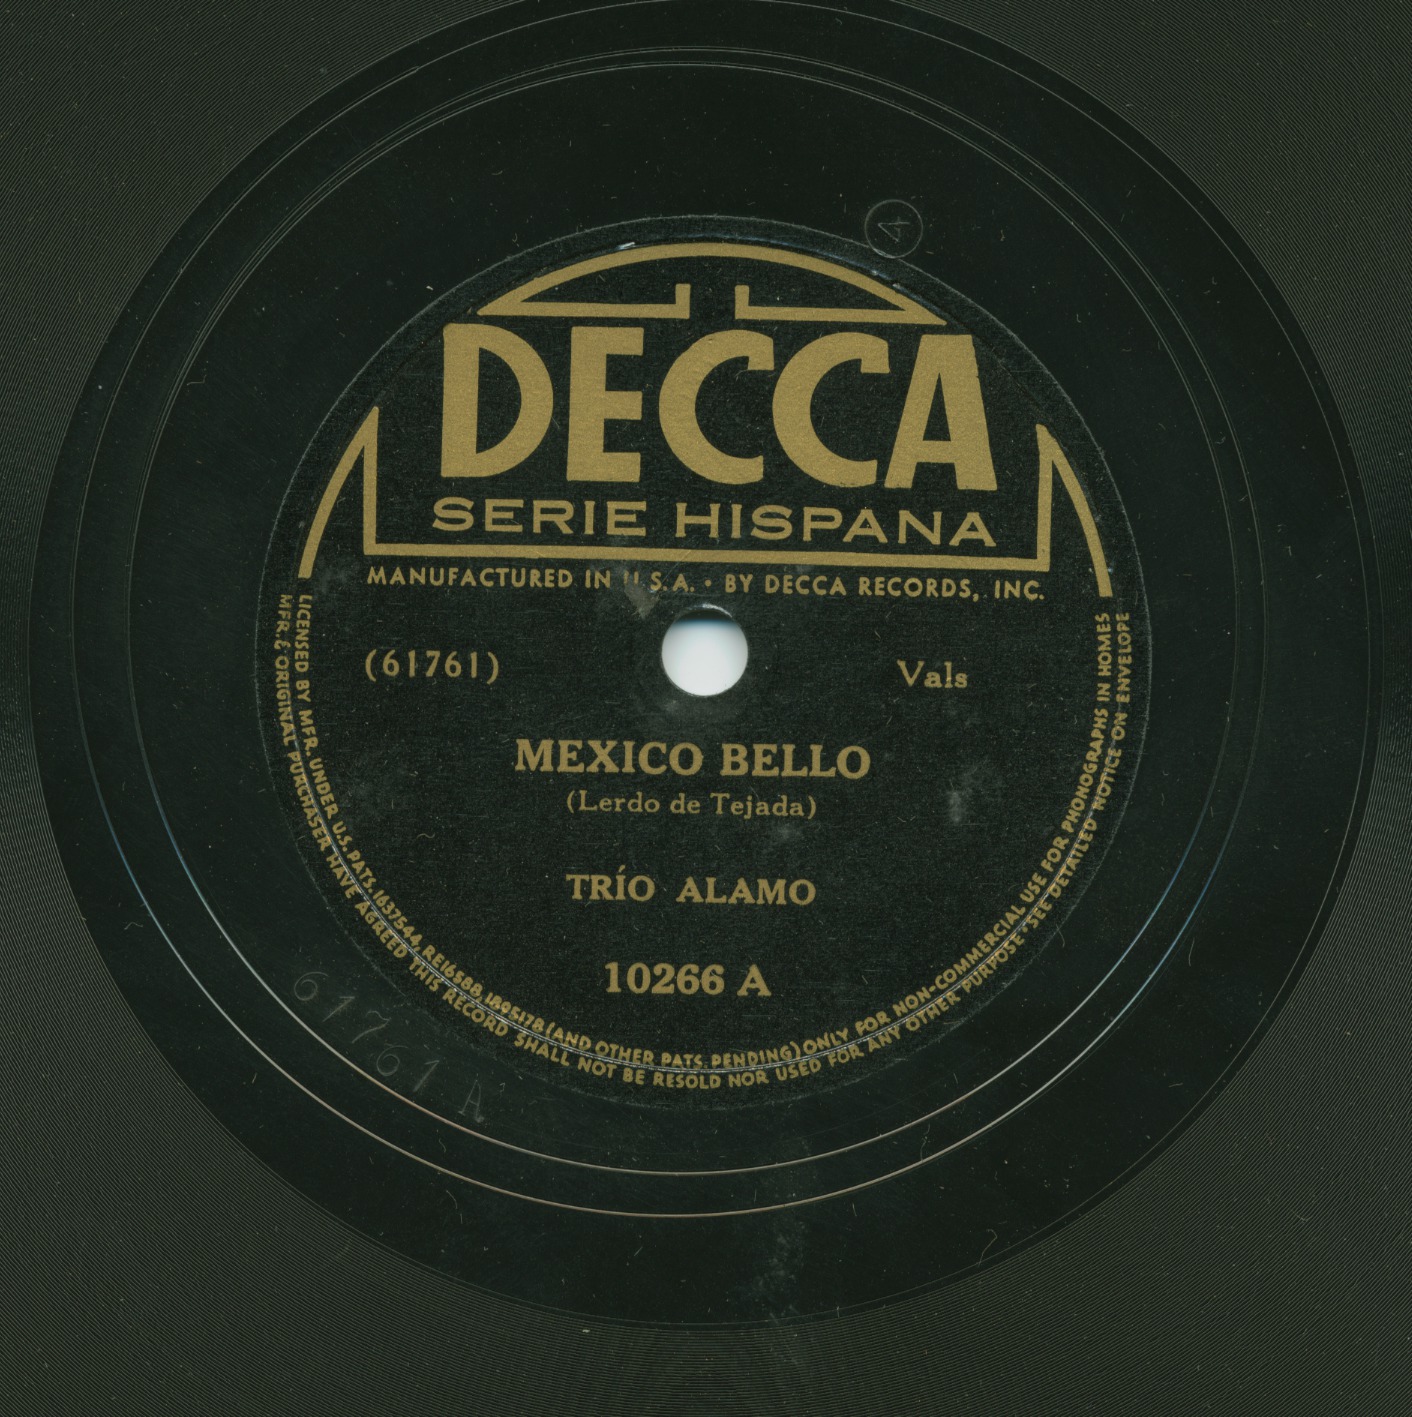 DECCA
SERIE HISPANA
MANUFACTURED IN U.S.A. • BY DECCA RECORDS, INC.
(61761)
Vals
MEXICO BELLO
(Lerdo de Tejada)
TRÍO ALAMO
10266 A
LICENSED BY MFR. UNDER U.S. PATS. 1637544, RE16588, 1895178 (AND OTHER PATS. PENDING) ONLY FOR NON-COMMERCIAL USE FOR PHONOGRAPHS IN HOMES
MFR. & ORIGINAL PURCHASER HAVE AGREED THIS RECORD SHALL NOT BE RESOLD NOR USED FOR ANY OTHER PURPOSE • SEE DETAILED NOTICE ON ENVELOPE
61761 A